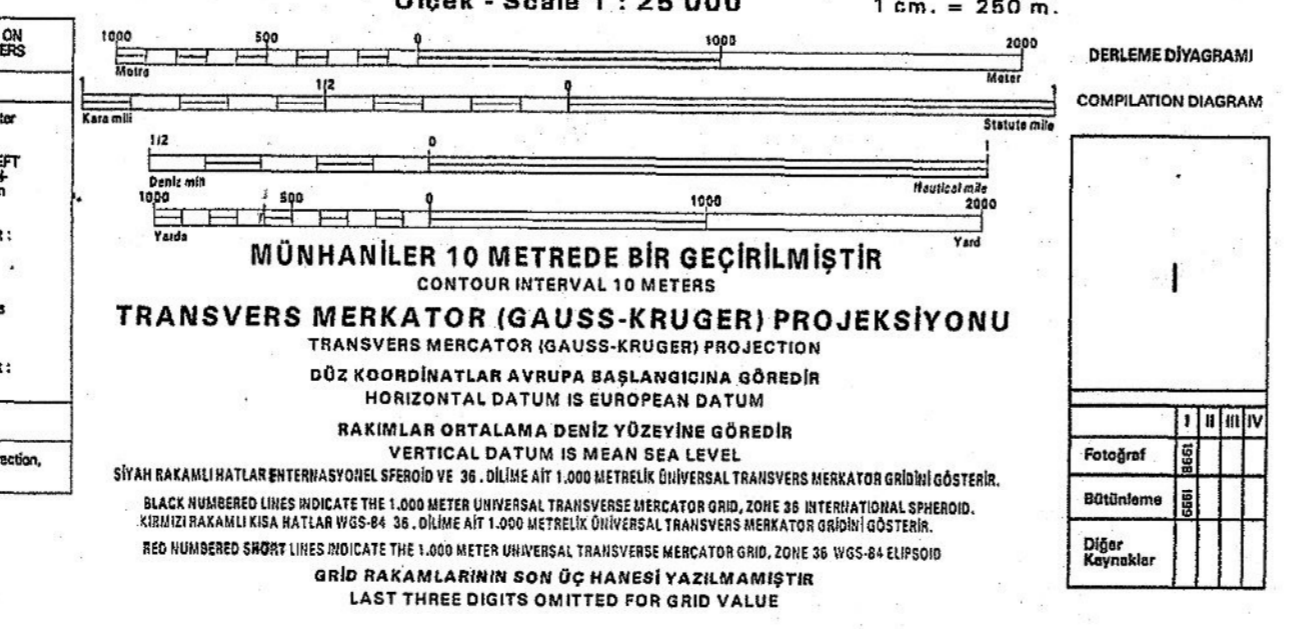 Ölçek - Scale 1 : 25 000
1 cm. = 250 m.
ON
ERS
1000 500 0 1000 2000
Metre Meter
1 1/2 0 1
Kara mili Statute mile
1/2 0 1
Deniz mili Nautical mile
1000 500 0 1000 2000
Yarda Yard
MÜNHANİLER 10 METREDE BİR GEÇİRİLMİŞTİR
CONTOUR INTERVAL 10 METERS
TRANSVERS MERKATOR (GAUSS-KRUGER) PROJEKSİYONU
TRANSVERS MERCATOR (GAUSS-KRUGER) PROJECTION
DÜZ KOORDİNATLAR AVRUPA BAŞLANGICINA GÖREDİR
HORIZONTAL DATUM IS EUROPEAN DATUM
RAKIMLAR ORTALAMA DENİZ YÜZEYİNE GÖREDİR
VERTICAL DATUM IS MEAN SEA LEVEL
SİYAH RAKAMLI HATLAR ENTERNASYONEL SFEROİD VE 36. DİLİME AİT 1.000 METRELİK ÜNİVERSAL TRANSVERS MERKATOR GRİDİNİ GÖSTERİR.
BLACK NUMBERED LINES INDICATE THE 1.000 METER UNIVERSAL TRANSVERSE MERCATOR GRID, ZONE 36 INTERNATIONAL SPHEROID.
KIRMIZI RAKAMLI KISA HATLAR WGS-84 36. DİLİME AİT 1.000 METRELİK ÜNİVERSAL TRANSVERS MERKATOR GRİDİNİ GÖSTERİR.
RED NUMBERED SHORT LINES INDICATE THE 1.000 METER UNIVERSAL TRANSVERSE MERCATOR GRID, ZONE 36 WGS-84 ELIPSOID
GRİD RAKAMLARININ SON ÜÇ HANESİ YAZILMAMIŞTIR
LAST THREE DIGITS OMITTED FOR GRID VALUE
DERLEME DİYAGRAMI
COMPILATION DIAGRAM
I
I II III IV
Fotoğraf 1998
Bütünleme 1999
Diğer
Kaynaklar